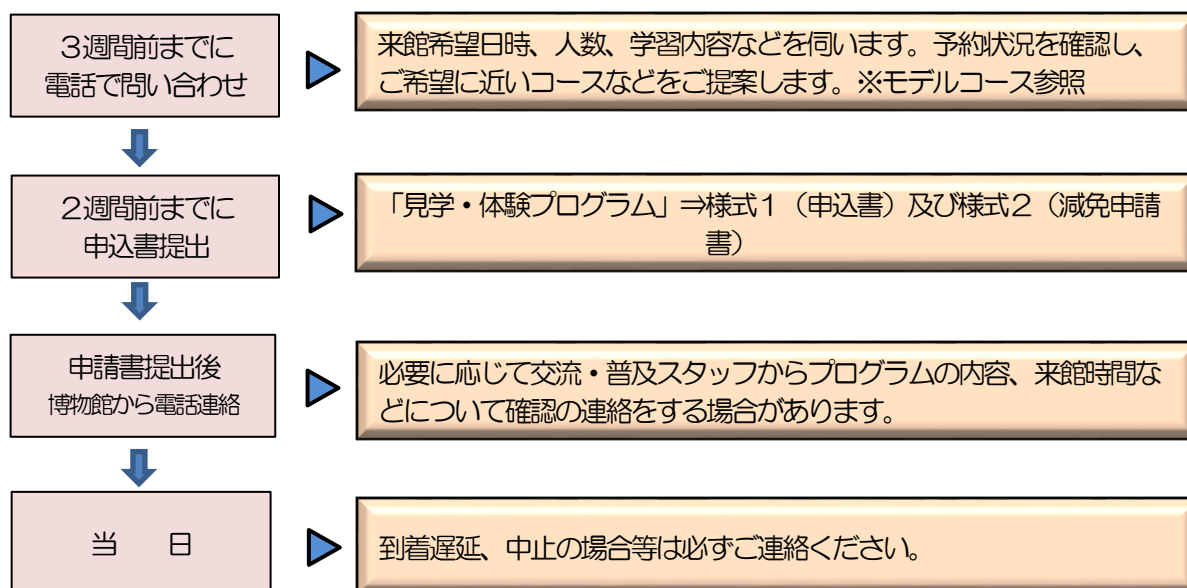 ３週間前までに
電話で問い合わせ
来館希望日時、人数、学習内容などを伺います。予約状況を確認し、
ご希望に近いコースなどをご提案します。※モデルコース参照
２週間前までに
申込書提出
「見学・体験プログラム」⇒様式１（申込書）及び様式２（減免申請
書）
申請書提出後
博物館から電話連絡
必要に応じて交流・普及スタッフからプログラムの内容、来館時間な
どについて確認の連絡をする場合があります。
当　　日
到着遅延、中止の場合等は必ずご連絡ください。